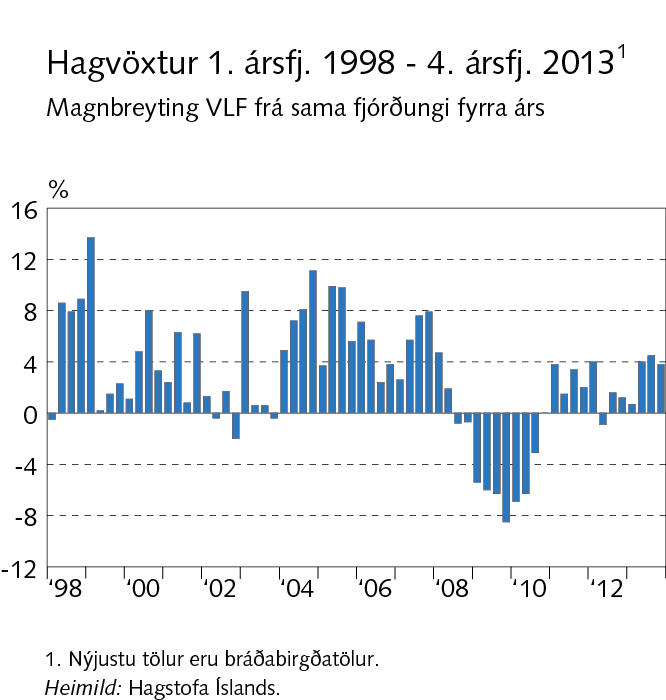 Hagvöxtur 1. ársfj. 1998 - 4. ársfj. 2013¹
Magnbreyting VLF frá sama fjórðungi fyrra árs
%
16
12
8
4
0
-4
-8
-12
‘98 ‘00 ‘02 ‘04 ‘06 ‘08 ‘10 ‘12
1. Nýjustu tölur eru bráðabirgðatölur.
Heimild: Hagstofa Íslands.